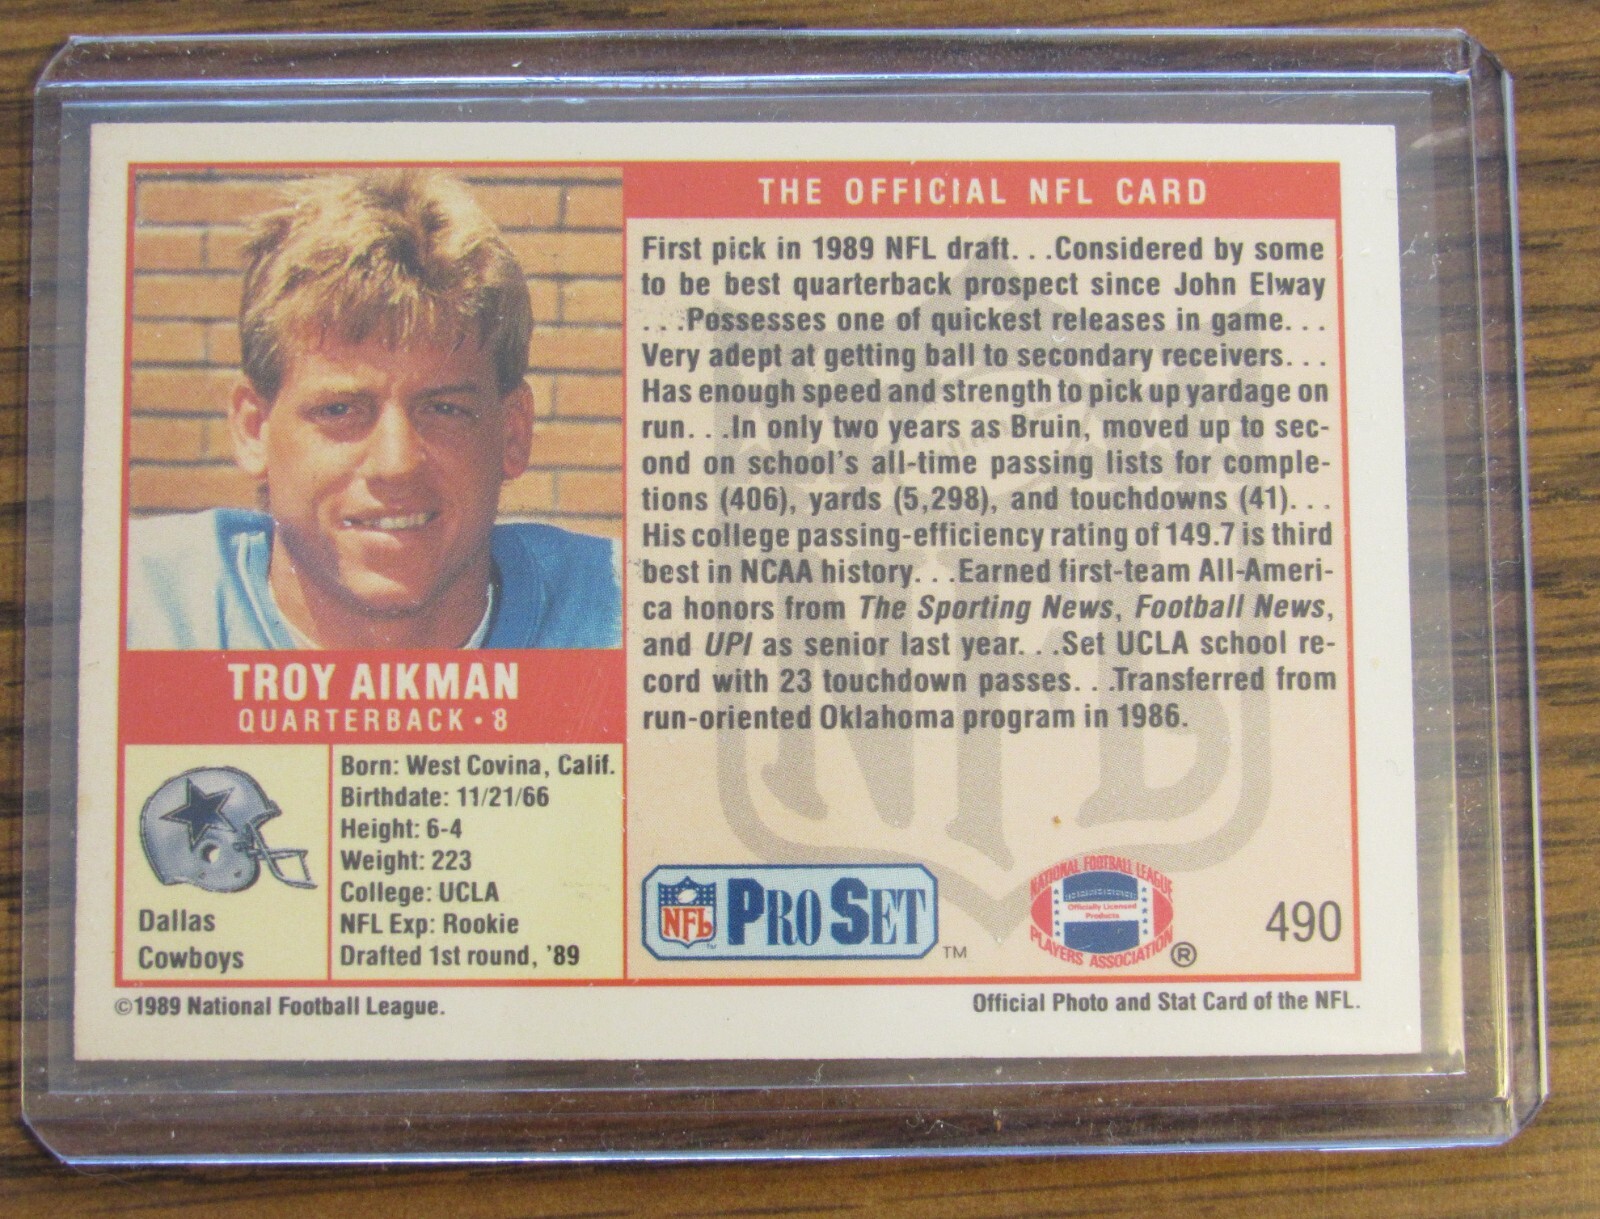 THE OFFICIAL NFL CARD
First pick in 1989 NFL draft. . .Considered by some
to be best quarterback prospect since John Elway
. . .Possesses one of quickest releases in game. . .
Very adept at getting ball to secondary receivers. . .
Has enough speed and strength to pick up yardage on
run. . .In only two years as Bruin, moved up to sec-
ond on school's all-time passing lists for comple-
tions (406), yards (5,298), and touchdowns (41). . .
His college passing-efficiency rating of 149.7 is third
best in NCAA history. . .Earned first-team All-Ameri-
ca honors from The Sporting News, Football News,
and UPI as senior last year. . .Set UCLA school re-
cord with 23 touchdown passes. . .Transferred from
run-oriented Oklahoma program in 1986.
TROY AIKMAN
QUARTERBACK • 8
Born: West Covina, Calif.
Birthdate: 11/21/66
Height: 6-4
Weight: 223
College: UCLA
NFL Exp: Rookie
Drafted 1st round, '89
Dallas
Cowboys
NFL
NFL PRO SET ™
NATIONAL FOOTBALL LEAGUE
Officially Licensed
Products
PLAYERS ASSOCIATION ®
490
©1989 National Football League.
Official Photo and Stat Card of the NFL.